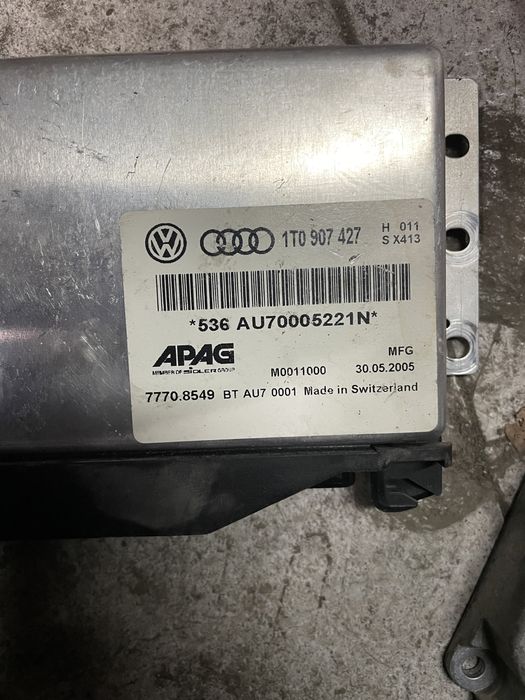 1T0 907 427 H 011
S X413
*536 AU70005221N*
APAG MFG
MEMBER OF SIDLER GROUP M0011000 30.05.2005
7770.8549 BT AU7 0001 Made in Switzerland